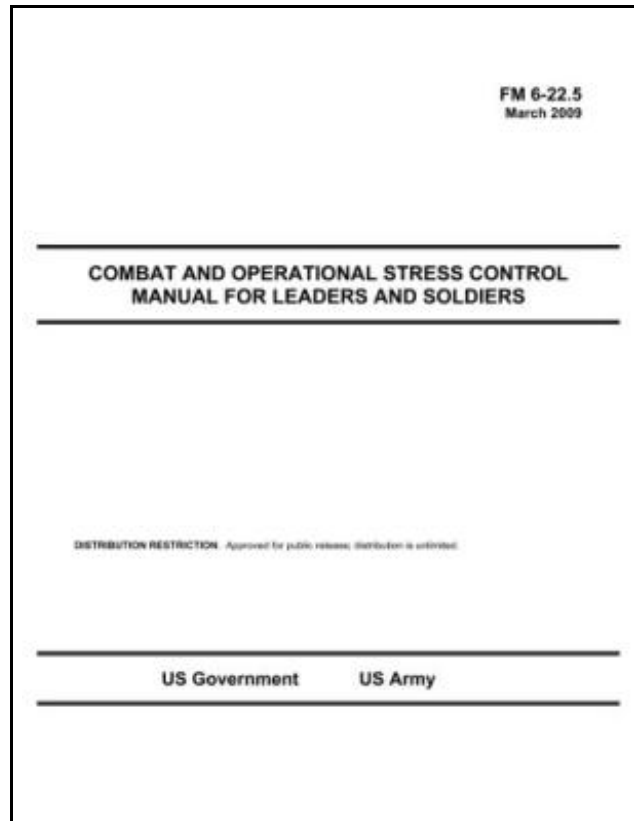 FM 6-22.5
March 2009
COMBAT AND OPERATIONAL STRESS CONTROL
MANUAL FOR LEADERS AND SOLDIERS
DISTRIBUTION RESTRICTION. Approved for public release; distribution is unlimited.
US Government US Army